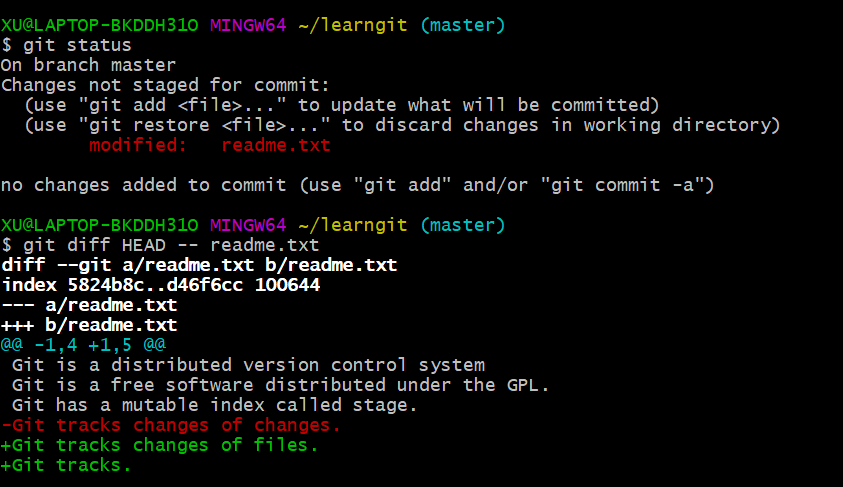 XU@LAPTOP-BKDDH31O MINGW64 ~/learngit (master)
$ git status
On branch master
Changes not staged for commit:
  (use "git add <file>..." to update what will be committed)
  (use "git restore <file>..." to discard changes in working directory)
        modified:   readme.txt

no changes added to commit (use "git add" and/or "git commit -a")

XU@LAPTOP-BKDDH31O MINGW64 ~/learngit (master)
$ git diff HEAD -- readme.txt
diff --git a/readme.txt b/readme.txt
index 5824b8c..d46f6cc 100644
--- a/readme.txt
+++ b/readme.txt
@@ -1,4 +1,5 @@
 Git is a distributed version control system
 Git is a free software distributed under the GPL.
 Git has a mutable index called stage.
-Git tracks changes of changes.
+Git tracks changes of files.
+Git tracks.